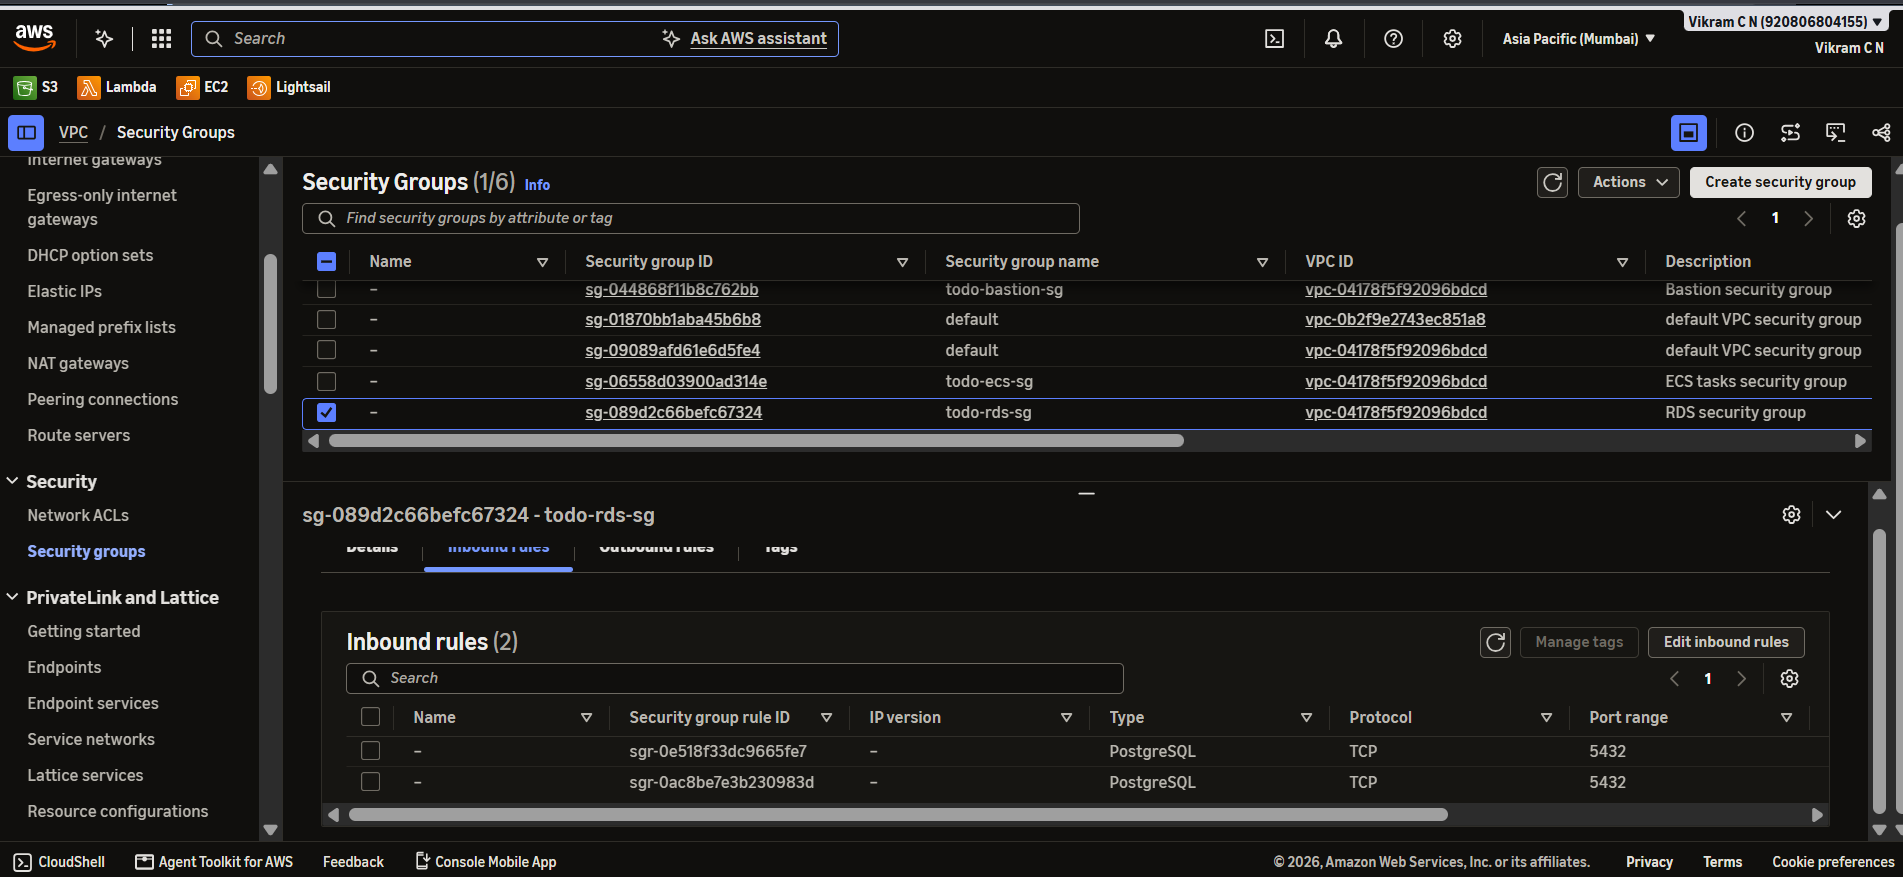 aws
Search
Ask AWS assistant
Asia Pacific (Mumbai)
Vikram C N (920806804155)
Vikram C N
S3
Lambda
EC2
Lightsail
VPC / Security Groups
Internet gateways
Egress-only internet
gateways
DHCP option sets
Elastic IPs
Managed prefix lists
NAT gateways
Peering connections
Route servers
Security
Network ACLs
Security groups
PrivateLink and Lattice
Getting started
Endpoints
Endpoint services
Service networks
Lattice services
Resource configurations
Security Groups (1/6) Info
Actions
Create security group
Find security groups by attribute or tag
1
Name Security group ID Security group name VPC ID Description
– sg-044868f11b8c762bb todo-bastion-sg vpc-04178f5f92096bdcd Bastion security group
– sg-01870bb1aba45b6b8 default vpc-0b2f9e2743ec851a8 default VPC security group
– sg-09089afd61e6d5fe4 default vpc-04178f5f92096bdcd default VPC security group
– sg-06558d03900ad314e todo-ecs-sg vpc-04178f5f92096bdcd ECS tasks security group
– sg-089d2c66befc67324 todo-rds-sg vpc-04178f5f92096bdcd RDS security group
sg-089d2c66befc67324 - todo-rds-sg
Details Inbound rules Outbound rules Tags
Inbound rules (2)
Manage tags
Edit inbound rules
Search
1
Name Security group rule ID IP version Type Protocol Port range
– sgr-0e518f33dc9665fe7 – PostgreSQL TCP 5432
– sgr-0ac8be7e3b230983d – PostgreSQL TCP 5432
CloudShell Agent Toolkit for AWS Feedback Console Mobile App © 2026, Amazon Web Services, Inc. or its affiliates. Privacy Terms Cookie preferences